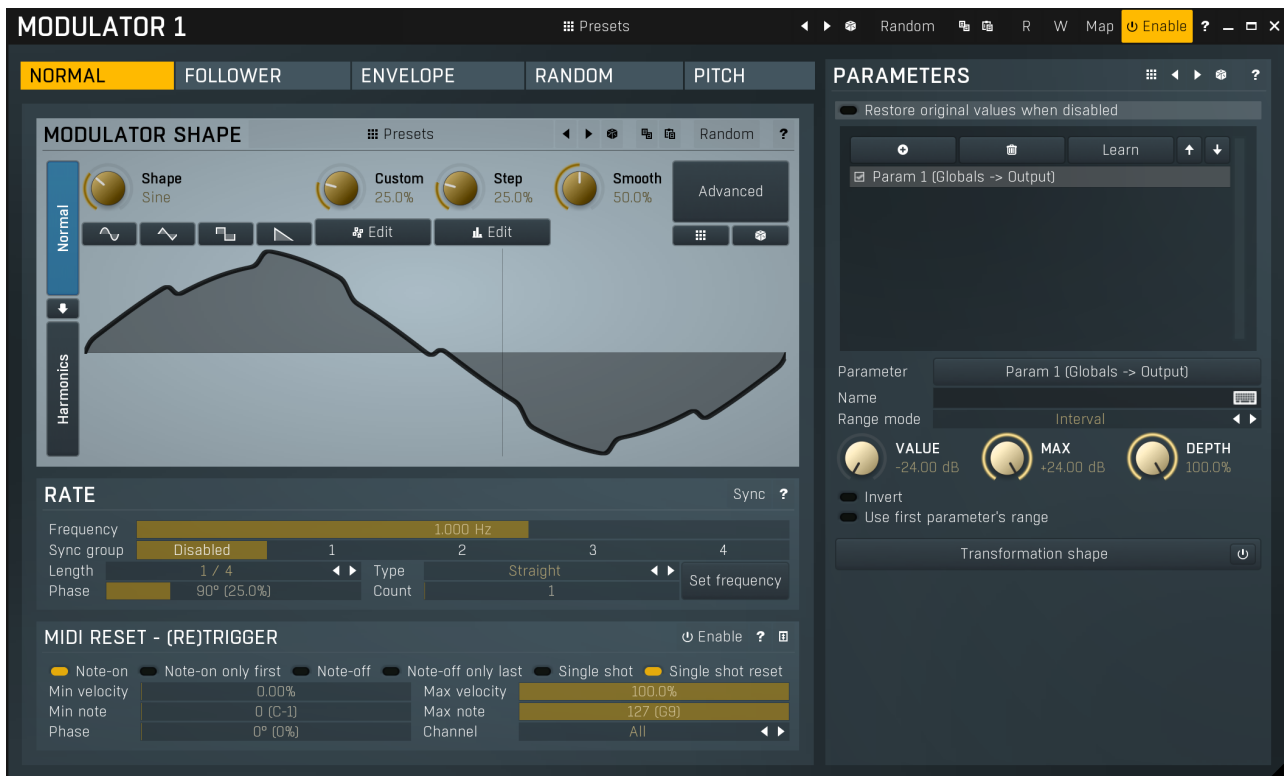 MODULATOR 1 Presets Random R W Map Enable ?
NORMAL FOLLOWER ENVELOPE RANDOM PITCH
MODULATOR SHAPE Presets Random ?
Normal
Harmonics
Shape Custom Step Smooth
Sine 25.0% 25.0% 50.0%
Advanced
Edit Edit
RATE Sync ?
Frequency 1.000 Hz
Sync group Disabled 1 2 3 4
Length 1 / 4 Type Straight
Set frequency
Phase 90° (25.0%) Count 1
MIDI RESET - (RE)TRIGGER Enable ?
Note-on Note-on only first Note-off Note-off only last Single shot Single shot reset
Min velocity 0.00% Max velocity 100.0%
Min note 0 (C-1) Max note 127 (G9)
Phase 0° (0%) Channel All
PARAMETERS ?
Restore original values when disabled
Learn
Param 1 (Globals -> Output)
Parameter Param 1 (Globals -> Output)
Name
Range mode Interval
VALUE MAX DEPTH
-24.00 dB +24.00 dB 100.0%
Invert
Use first parameter's range
Transformation shape